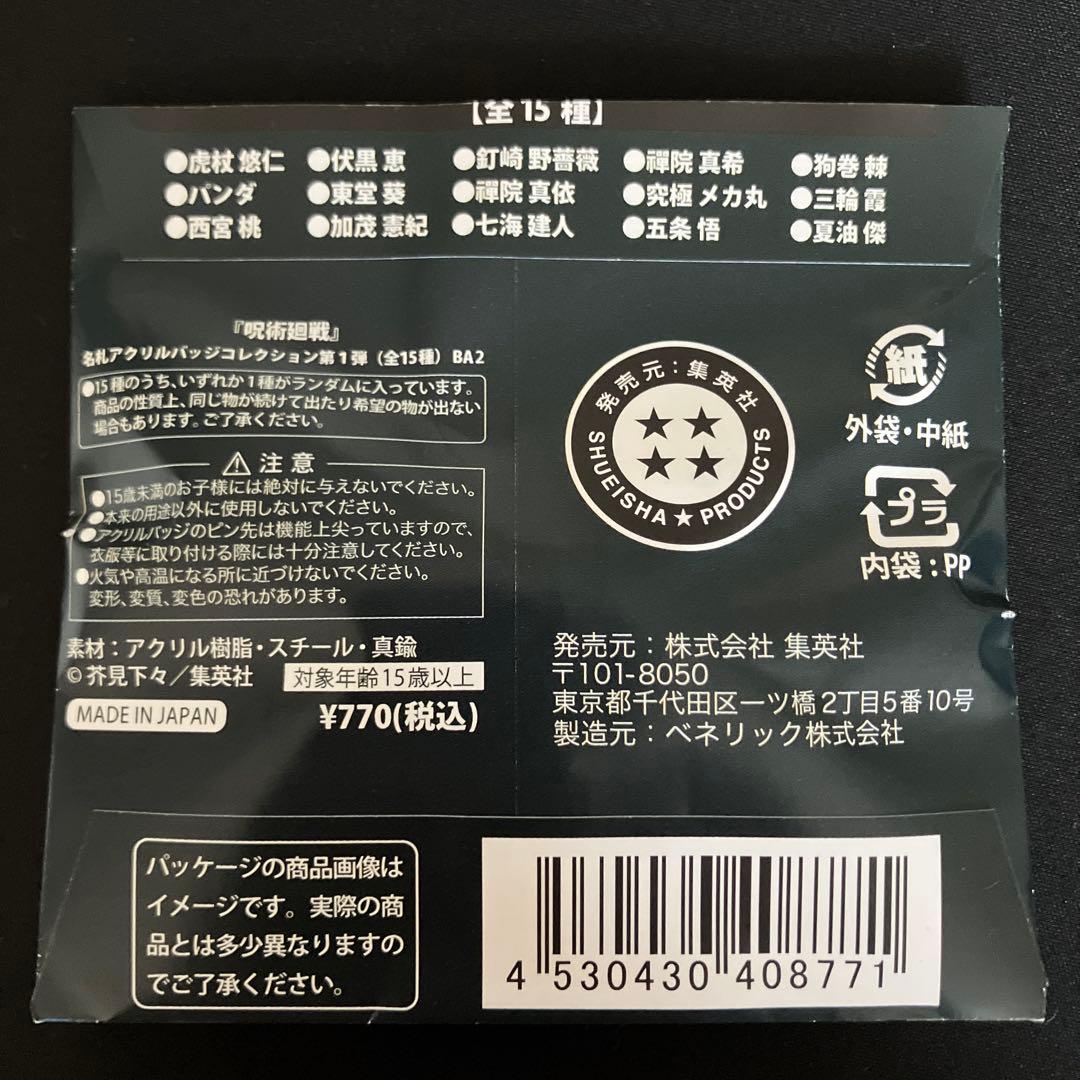 【全15種】
●虎杖 悠仁 ●伏黒 恵 ●釘崎 野薔薇 ●禪院 真希 ●狗巻 棘
●パンダ ●東堂 葵 ●禪院 真依 ●究極 メカ丸 ●三輪 霞
●西宮 桃 ●加茂 憲紀 ●七海 建人 ●五条 悟 ●夏油 傑
『呪術廻戦』
名札アクリルバッジコレクション第1弾（全15種）BA2
●15種のうち、いずれか1種がランダムに入っています。
商品の性質上、同じ物が続けて出たり希望の物が出ない
場合もあります。ご了承ください。
⚠ 注意
●15歳未満のお子様には絶対に与えないでください。
●本来の用途以外に使用しないでください。
●アクリルバッジのピン先は機能上尖っていますので、
衣服等に取り付ける際には十分注意してください。
●火気や高温になる所に近づけないでください。
変形、変質、変色の恐れがあります。
素材：アクリル樹脂・スチール・真鍮
©芥見下々／集英社 対象年齢15歳以上
MADE IN JAPAN ¥770(税込)
発売元：集英社
★★
★★
SHUEISHA★PRODUCTS
紙
外袋・中紙
プラ
内袋：PP
発売元：株式会社 集英社
〒101-8050
東京都千代田区一ツ橋2丁目5番10号
製造元：ベネリック株式会社
パッケージの商品画像は
イメージです。実際の商
品とは多少異なりますの
でご了承ください。
4 530430 408771